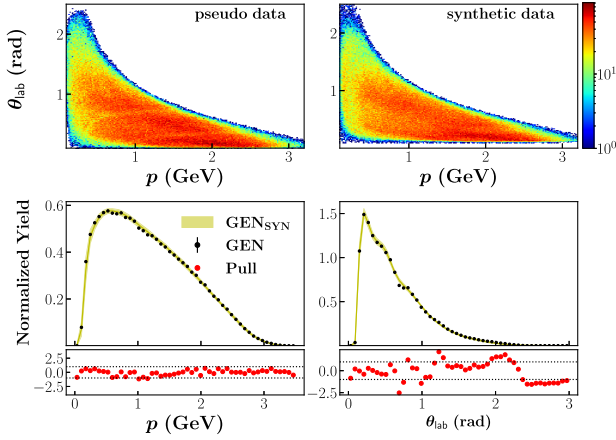 pseudo data
synthetic data
θlab (rad)
2
1
1 2 3
p (GeV)
1 2 3
p (GeV)
10^1
10^0
Normalized Yield
0.6
0.4
0.2
GEN_SYN
GEN
Pull
1.5
1.0
0.5
2.5
0.0
−2.5
0 1 2 3
p (GeV)
0.0
−2.5
0 1 2 3
θlab (rad)